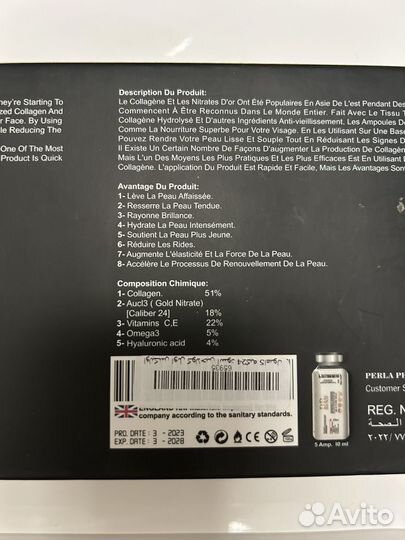 hey're Starting To
zed Collagen And
r Face. By Using
le Reducing The
One Of The Most
Product Is Quick
Description Du Produit:
Le Collagène Et Les Nitrates D'or Ont Été Populaires En Asie De L'est Pendant Des
Commencent À Être Reconnus Dans Le Monde Entier. Fait Avec Le Tissu T
Collagène Hydrolysé Et D'autres Ingrédients Anti-vieillissement, Les Ampoules De
Comme La Nourriture Superbe Pour Votre Visage. En Les Utilisant Sur Une Base
Pouvez Rendre Votre Peau Lisse Et Souple Tout En Réduisant Les Signes D
Il Existe Un Certain Nombre De Façons D'augmenter La Production De Collagèn
Mais L'un Des Moyens Les Plus Pratiques Et Les Plus Efficaces Est En Utilisant
Collagène. L'application Du Produit Est Rapide Et Facile, Mais Les Avantages Sont
Avantage Du Produit:
1- Lève La Peau Affaissée.
2- Resserre La Peau Tendue.
3- Rayonne Brillance.
4- Hydrate La Peau Intensément.
5- Soutient La Peau Plus Jeune.
6- Réduire Les Rides.
7- Augmente L'élasticité Et La Force De La Peau.
8- Accélère Le Processus De Renouvellement De La Peau.
Composition Chimique:
1- Collagen. 51%
2- Aucl3 ( Gold Nitrate)
[Caliber 24] 18%
3- Vitamins C,E 22%
4- Omega3 5%
5- Hyaluronic acid 4%
65905
company according to the sanitary standards.
PRO. DATE : 3 - 2023
EXP. DATE : 3 - 2028
5 Amp. 10 ml
PERLA PH
Customer S
REG. N
الصحة
٢٠٢٢/٧٧
Avito